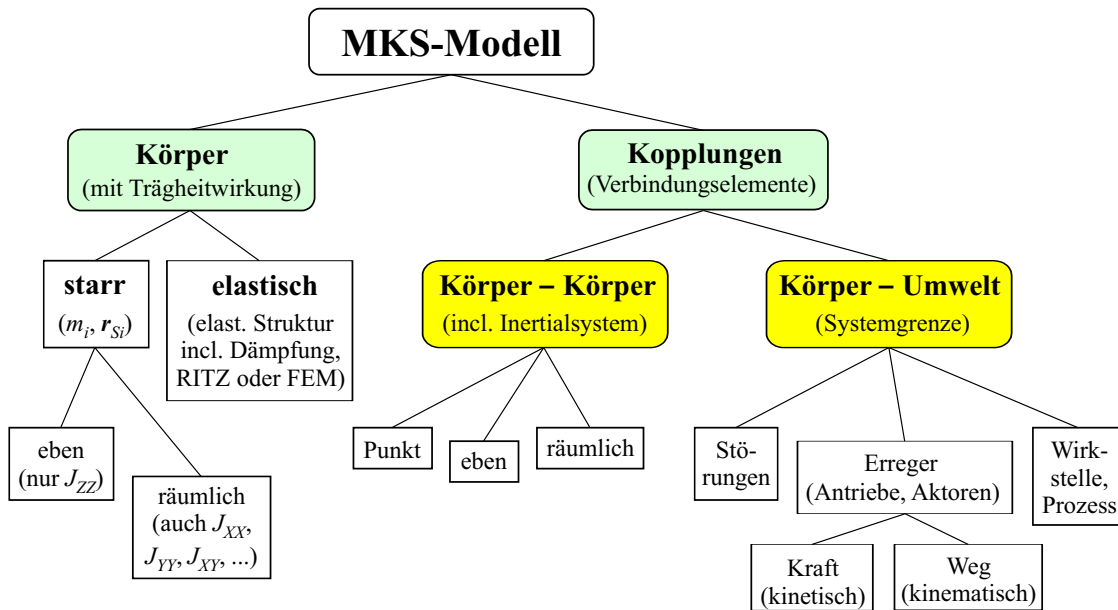 MKS-Modell
Körper
(mit Trägheitwirkung)
Kopplungen
(Verbindungselemente)
starr
(m_i, r_Si)
elastisch
(elast. Struktur
incl. Dämpfung,
RITZ oder FEM)
Körper – Körper
(incl. Inertialsystem)
Körper – Umwelt
(Systemgrenze)
eben
(nur J_ZZ)
räumlich
(auch J_XX,
J_YY, J_XY, ...)
Punkt
eben
räumlich
Stö-
rungen
Erreger
(Antriebe, Aktoren)
Wirk-
stelle,
Prozess
Kraft
(kinetisch)
Weg
(kinematisch)